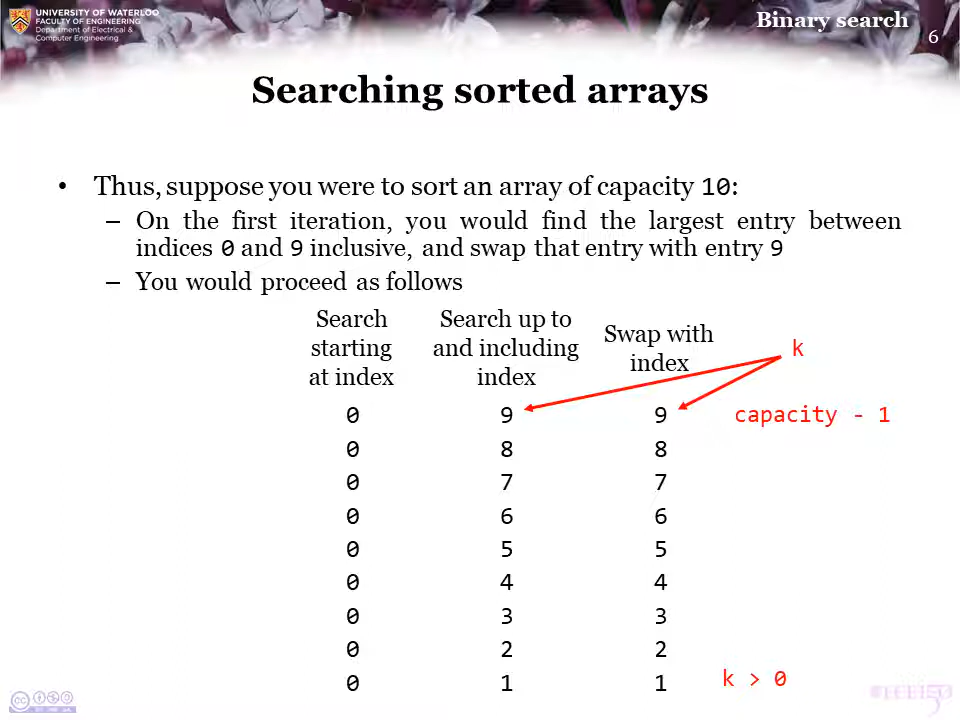 UNIVERSITY OF WATERLOO
FACULTY OF ENGINEERING
Department of Electrical &
Computer Engineering
Binary search
6
Searching sorted arrays
• Thus, suppose you were to sort an array of capacity 10:
– On the first iteration, you would find the largest entry between
indices 0 and 9 inclusive, and swap that entry with entry 9
– You would proceed as follows
Search starting at index Search up to and including index Swap with index
k
0 9 9 capacity - 1
0 8 8
0 7 7
0 6 6
0 5 5
0 4 4
0 3 3
0 2 2
0 1 1 k > 0